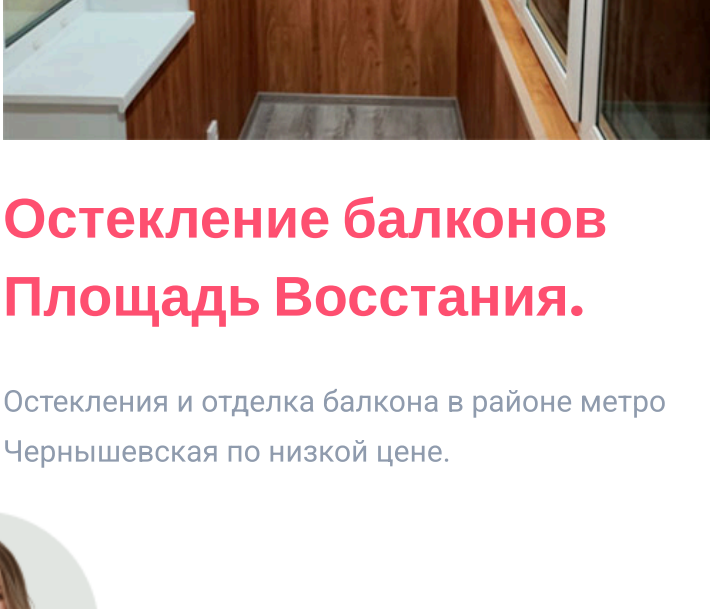 Остекление балконов
Площадь Восстания.
Остекления и отделка балкона в районе метро
Чернышевская по низкой цене.